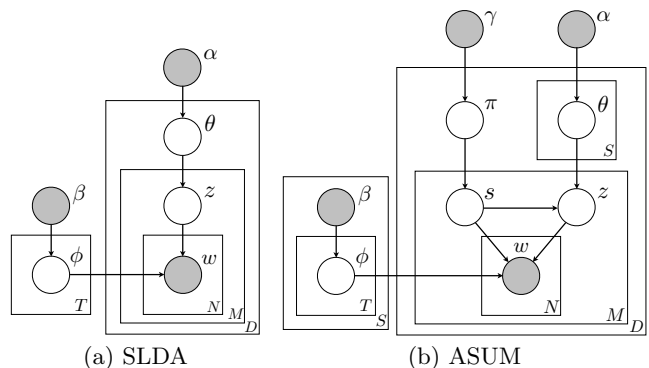 γ α
α
π θ
θ
S
β z β s z
ϕ w ϕ w
T N M D T S N M D
(a) SLDA (b) ASUM